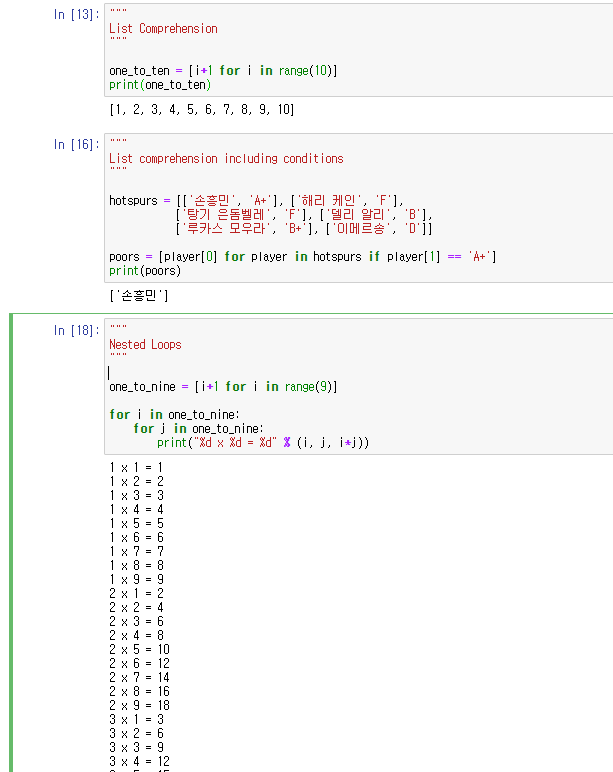 In [13]:
"""
List Comprehension
"""
one_to_ten = [i+1 for i in range(10)]
print(one_to_ten)
[1, 2, 3, 4, 5, 6, 7, 8, 9, 10]
In [16]:
"""
List comprehension including conditions
"""
hotspurs = [['손흥민', 'A+'], ['해리 케인', 'F'],
['탕기 은돔벨레', 'F'], ['델리 알리', 'B'],
['루카스 모우라', 'B+'], ['이메르송', 'D']]
poors = [player[0] for player in hotspurs if player[1] == 'A+']
print(poors)
['손흥민']
In [18]:
"""
Nested Loops
"""
one_to_nine = [i+1 for i in range(9)]
for i in one_to_nine:
for j in one_to_nine:
print("%d x %d = %d" % (i, j, i*j))
1 x 1 = 1
1 x 2 = 2
1 x 3 = 3
1 x 4 = 4
1 x 5 = 5
1 x 6 = 6
1 x 7 = 7
1 x 8 = 8
1 x 9 = 9
2 x 1 = 2
2 x 2 = 4
2 x 3 = 6
2 x 4 = 8
2 x 5 = 10
2 x 6 = 12
2 x 7 = 14
2 x 8 = 16
2 x 9 = 18
3 x 1 = 3
3 x 2 = 6
3 x 3 = 9
3 x 4 = 12